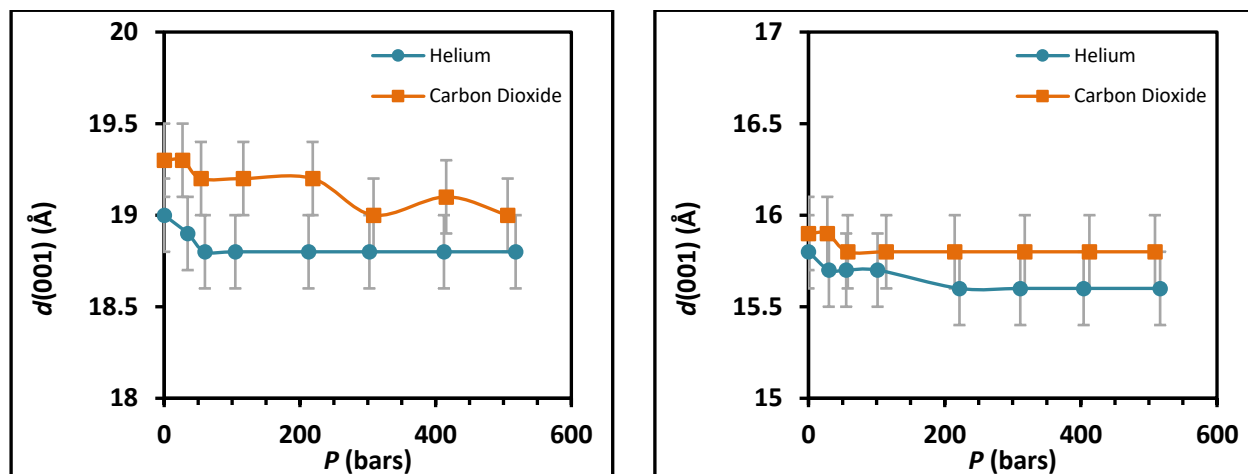 20
19.5
19
18.5
18
d(001) (Å)
0
200
400
600
P (bars)
Helium
Carbon Dioxide
17
16.5
16
15.5
15
d(001) (Å)
0
200
400
600
P (bars)
Helium
Carbon Dioxide